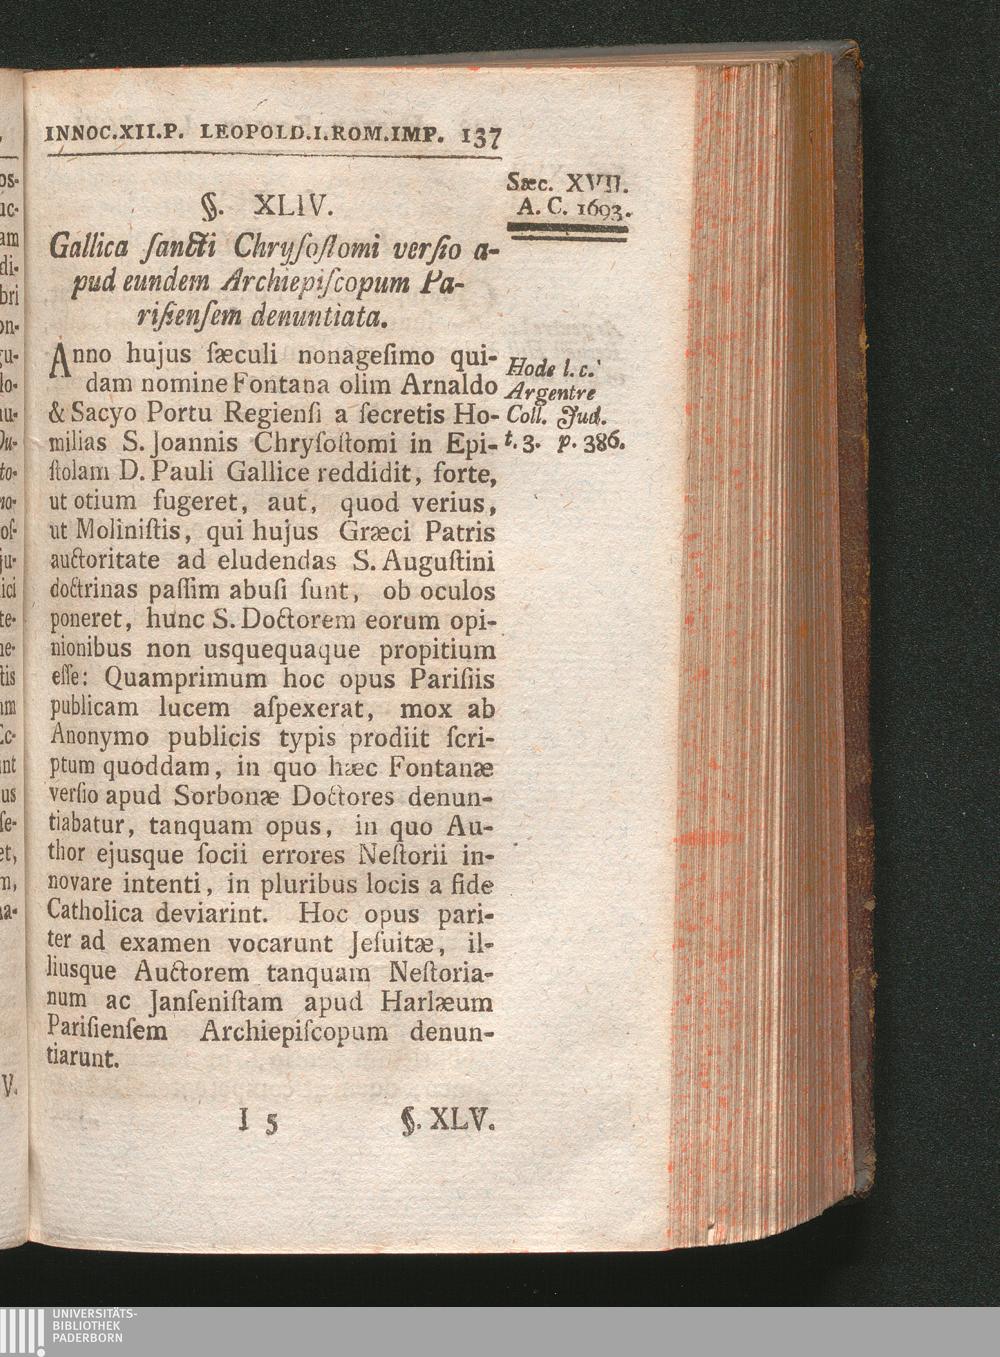 INNOC.XII.P. LEOPOLD.I.ROM.IMP. 137
Sæc. XVII.
A. C. 1693.
§. XLIV.
Gallica ſancti Chryſoſtomi verſio a-
pud eundem Archiepiſcopum Pa-
riſienſem denuntiata.
Anno hujus ſæculi nonageſimo qui-
dam nomine Fontana olim Arnaldo
& Sacyo Portu Regienſi a ſecretis Ho-
milias S. Joannis Chryſoſtomi in Epi-
ſtolam D. Pauli Gallice reddidit, forte,
ut otium fugeret, aut, quod verius,
ut Moliniſtis, qui hujus Græci Patris
auctoritate ad eludendas S. Auguſtini
doctrinas paſſim abuſi ſunt, ob oculos
poneret, hunc S. Doctorem eorum opi-
nionibus non usquequaque propitium
eſſe: Quamprimum hoc opus Pariſiis
publicam lucem aſpexerat, mox ab
Anonymo publicis typis prodiit ſcri-
ptum quoddam, in quo hæc Fontanæ
verſio apud Sorbonæ Doctores denun-
tiabatur, tanquam opus, in quo Au-
thor ejusque ſocii errores Neſtorii in-
novare intenti, in pluribus locis a fide
Catholica deviarint. Hoc opus pari-
ter ad examen vocarunt Jeſuitæ, il-
liusque Auctorem tanquam Neſtoria-
num ac Janſeniſtam apud Harlæum
Pariſienſem Archiepiſcopum denun-
tiarunt.
Hode l. c.
Argentre
Coll. Jud.
t. 3. p. 386.
I 5 §. XLV.
UNIVERSITÄTS-
BIBLIOTHEK
PADERBORN